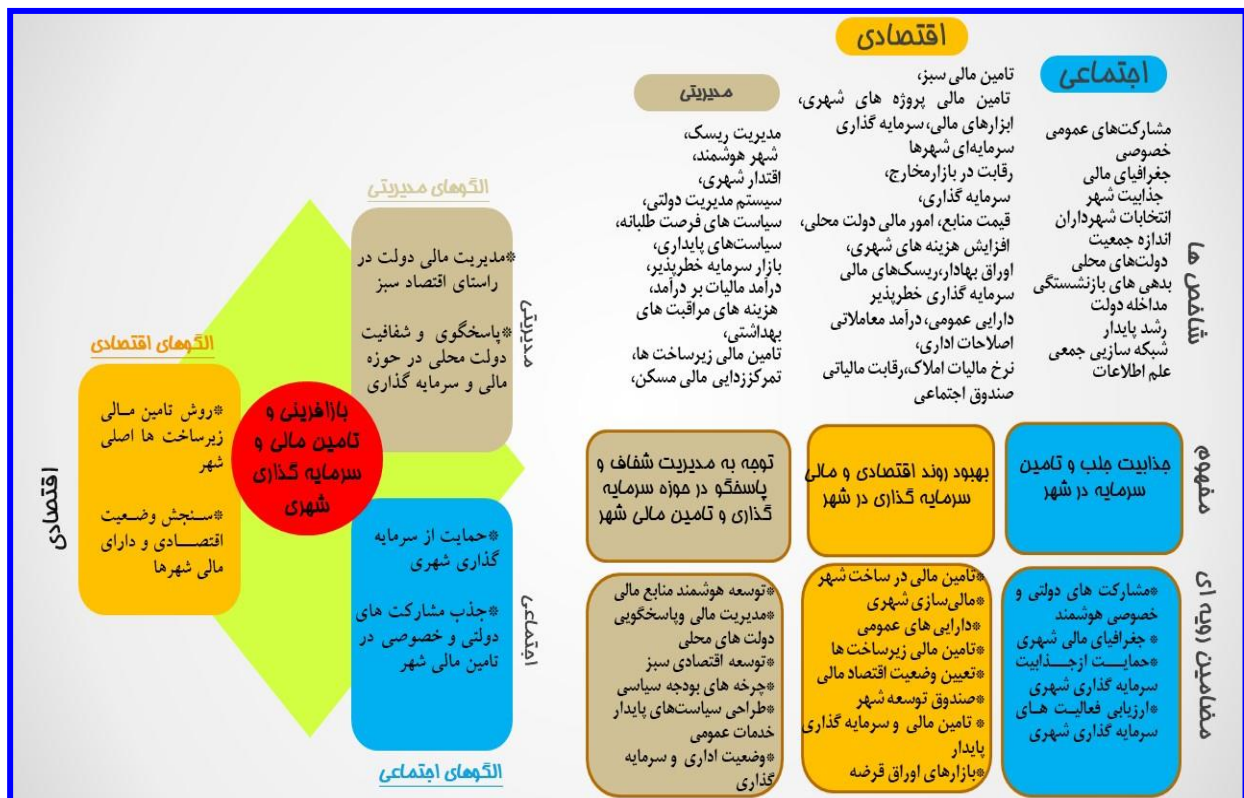 اجتماعی
مشارکت‌های عمومی
خصوصی
جغرافیای مالی
جذابیت شهر
انتخابات شهرداران
اندازه جمعیت
دولت‌های محلی
بدهی های بازنشستگی
مداخله دولت
رشد پایدار
شبکه سازیی جمعی
علم اطلاعات
اقتصادی
تامین مالی سبز،
تامین مالی پروژه های شهری،
ابزارهای مالی،سرمایه گذاری
سرمایه‌ای شهرها
رقابت در بازارمخارج،
سرمایه گذاری،
قیمت منابع، امور مالی دولت محلی،
افزایش هزینه های شهری،
اوراق بهادار،ریسک‌های مالی
سرمایه گذاری خطرپذیر
دارایی عمومی، درآمد معاملاتی
اصلاحات اداری،
نرخ مالیات املاک،رقابت مالیاتی
صندوق اجتماعی
مدیریتی
مدیریت ریسک،
شهر هوشمند،
اقتدار شهری،
سیستم مدیریت دولتی،
سیاست های فرصت طلبانه،
سیاست‌های پایداری،
بازار سرمایه خطرپذیر،
درآمد مالیات بر درآمد،
هزینه های مراقبت های
بهداشتی،
تامین مالی زیرساخت ها،
تمرکززدایی مالی مسکن،
شاخص ها
مفهوم
جذابیت جلب و تامین
سرمایه در شهر
بهبود روند اقتصادی و مالی
سرمایه گذاری در شهر
توجه به مدیریت شفاف و
پاسخگو در حوزه سرمایه
گذاری و تامین مالی شهر
مضامین رویه ای
*مشارکت های دولتی و
خصوصی هوشمند
* جغرافیای مالی شهری
*حمایت ازجذابیت
سرمایه گذاری شهری
*ارزیابی فعالیت های
سرمایه گذاری شهری
*تامین مالی در ساخت شهر
*مالی‌سازی شهری
*دارایی های عمومی
*تامین مالی زیرساخت ها
*تعیین وضعیت اقتصاد مالی
*صندوق توسعه شهر
* تامین مالی و سرمایه گذاری
پایدار
*بازارهای اوراق قرضه
*توسعه هوشمند منابع مالی
*مدیریت مالی وپاسخگویی
دولت های محلی
*توسعه اقتصادی سبز
*چرخه های بودجه سیاسی
*طراحی سیاست‌های پایدار
خدمات عمومی
*وضعیت اداری و سرمایه
گذاری
الگوهای مدیریتی
*مدیریت مالی دولت در
راستای اقتصاد سبز
*پاسخگوی و شفافیت
دولت محلی در حوزه
مالی و سرمایه گذاری
مدیریتی
الگوهای اقتصادی
*روش تامین مالی
زیرساخت ها اصلی
شهر
*سنجش وضعیت
اقتصادی و دارای
مالی شهرها
اقتصادی
بازآفرینی و
تامین مالی و
سرمایه گذاری
شهری
*حمایت از سرمایه
گذاری شهری
*جذب مشارکت های
دولتی و خصوصی در
تامین مالی شهر
اجتماعی
الگوهای اجتماعی